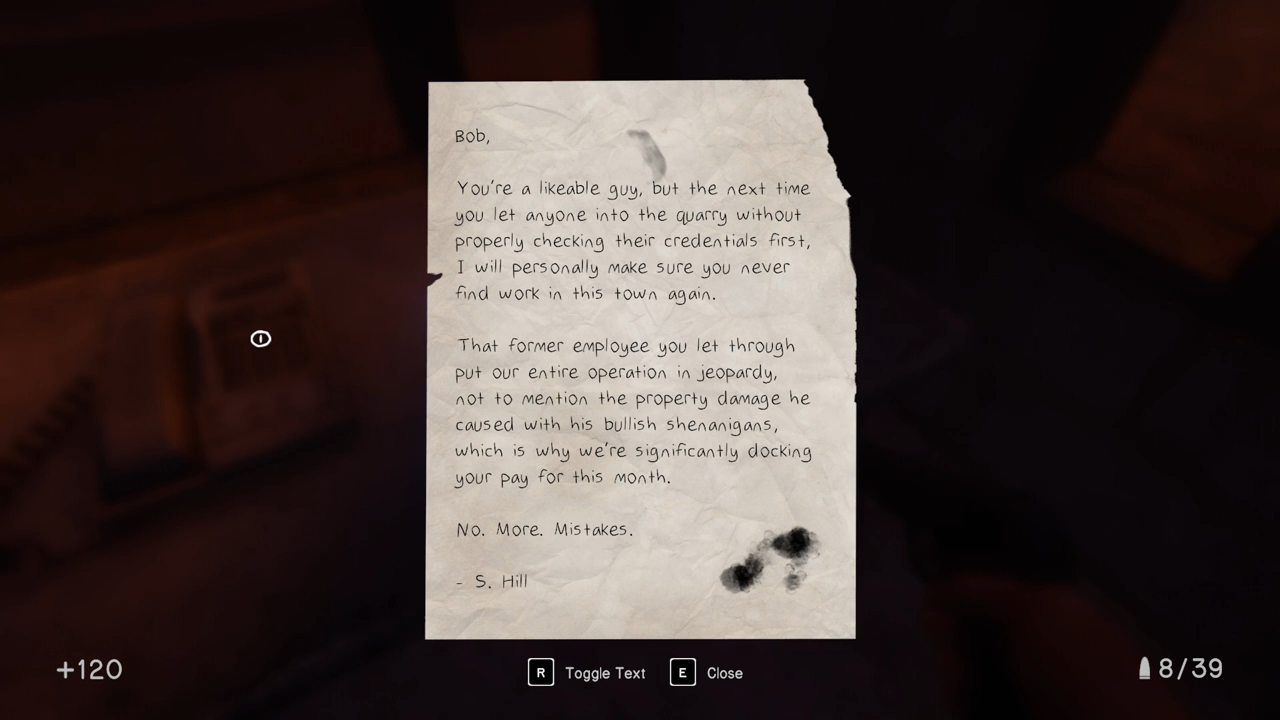 Bob,
You're a likeable guy, but the next time
you let anyone into the quarry without
properly checking their credentials first,
I will personally make sure you never
find work in this town again.
That former employee you let through
put our entire operation in jeopardy,
not to mention the property damage he
caused with his bullish shenanigans,
which is why we're significantly docking
your pay for this month.
No. More. Mistakes.
- S. Hill
+120
R Toggle Text E Close
8/39